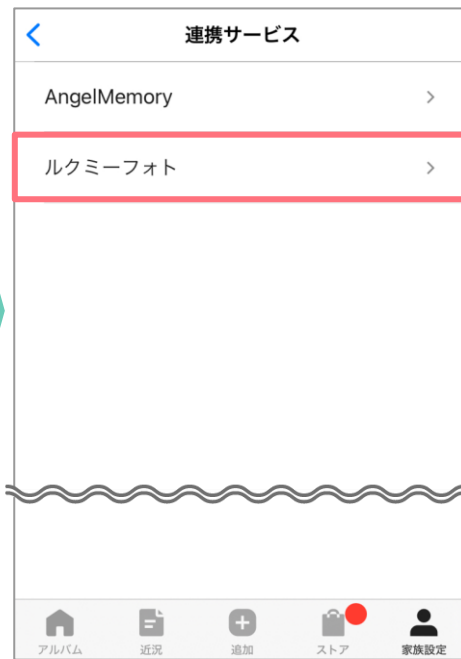 連携サービス
AngelMemory
ルクミーフォト
アルバム
近況
追加
ストア
家族設定